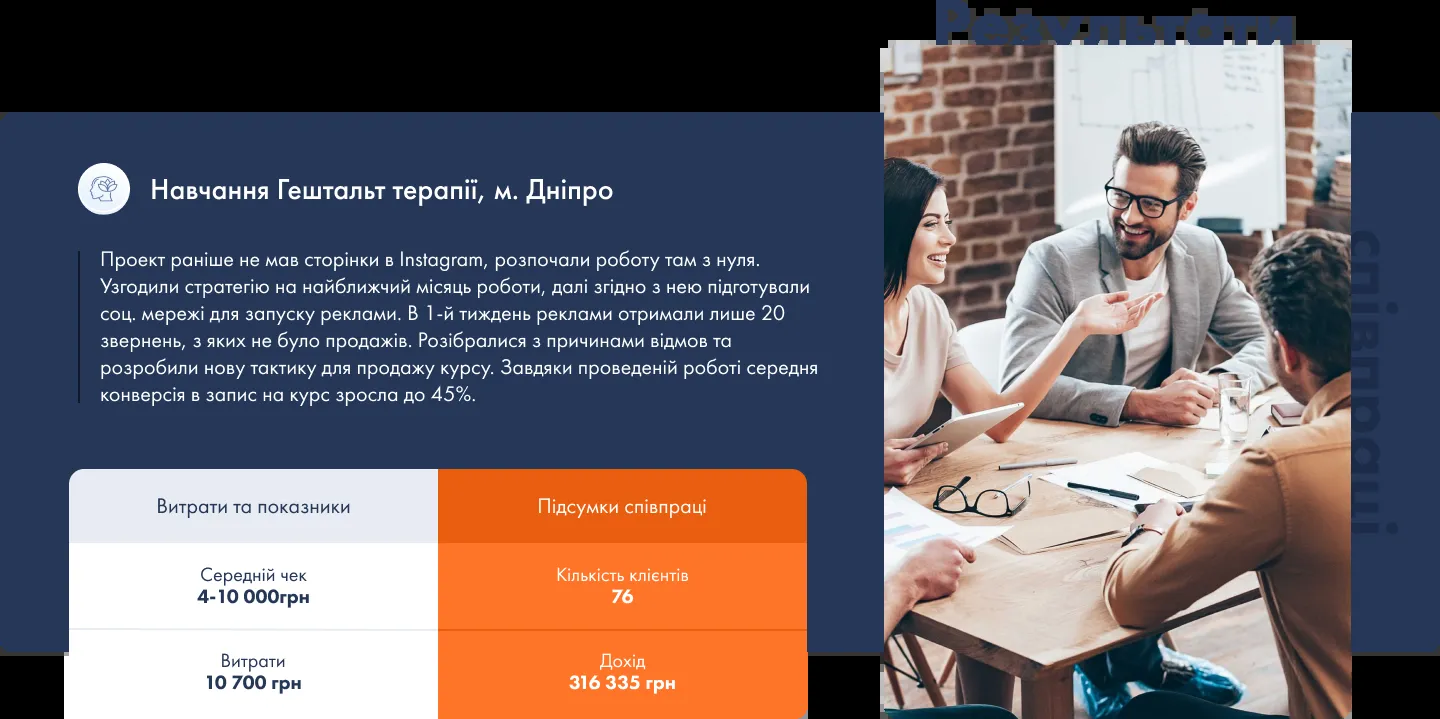 Результати
співпраці
Навчання Гештальт терапії, м. Дніпро
Проект раніше не мав сторінки в Instagram, розпочали роботу там з нуля.
Узгодили стратегію на найближчий місяць роботи, далі згідно з нею підготували
соц. мережі для запуску реклами. В 1-й тиждень реклами отримали лише 20
звернень, з яких не було продажів. Розібралися з причинами відмов та
розробили нову тактику для продажу курсу. Завдяки проведеній роботі середня
конверсія в запис на курс зросла до 45%.
Витрати та показники
Підсумки співпраці
Середній чек
4-10 000грн
Кількість клієнтів
76
Витрати
10 700 грн
Дохід
316 335 грн